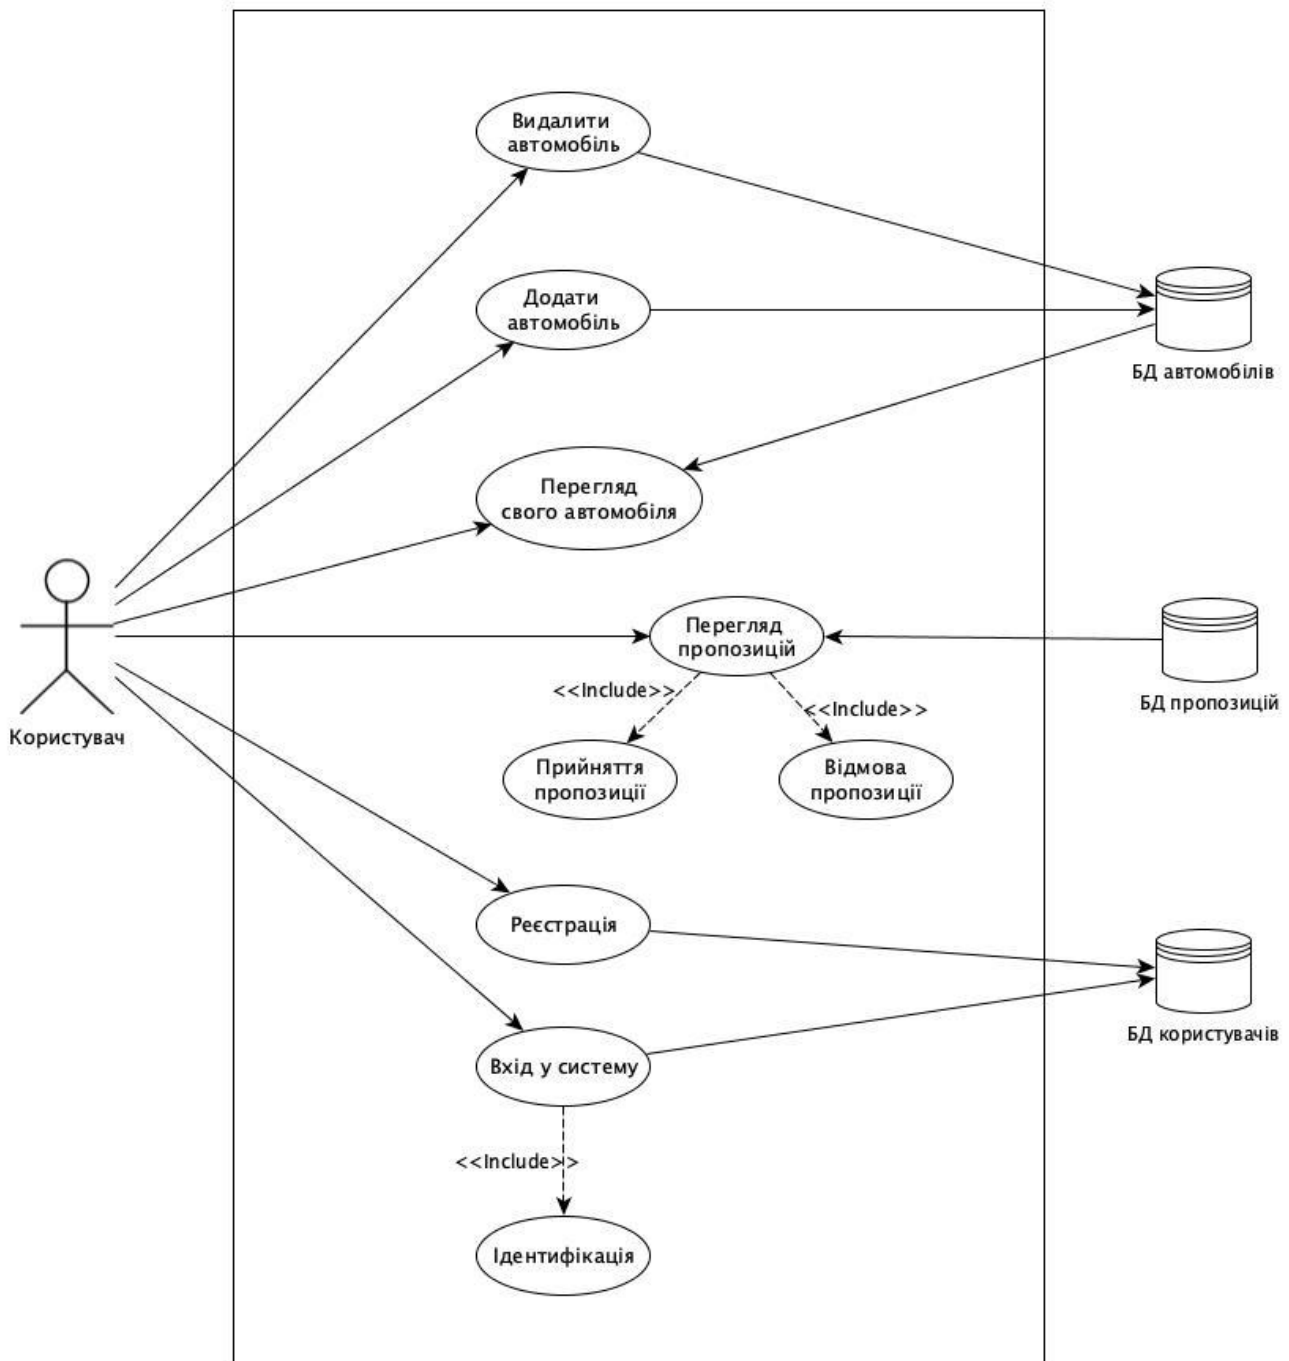 Видалити
автомобіль
Додати
автомобіль
БД автомобілів
Перегляд
свого автомобіля
Перегляд
пропозицій
<<Include>>
<<Include>>
БД пропозицій
Користувач
Прийняття
пропозиції
Відмова
пропозиції
Реєстрація
Вхід у систему
БД користувачів
<<Include>>
Ідентифікація